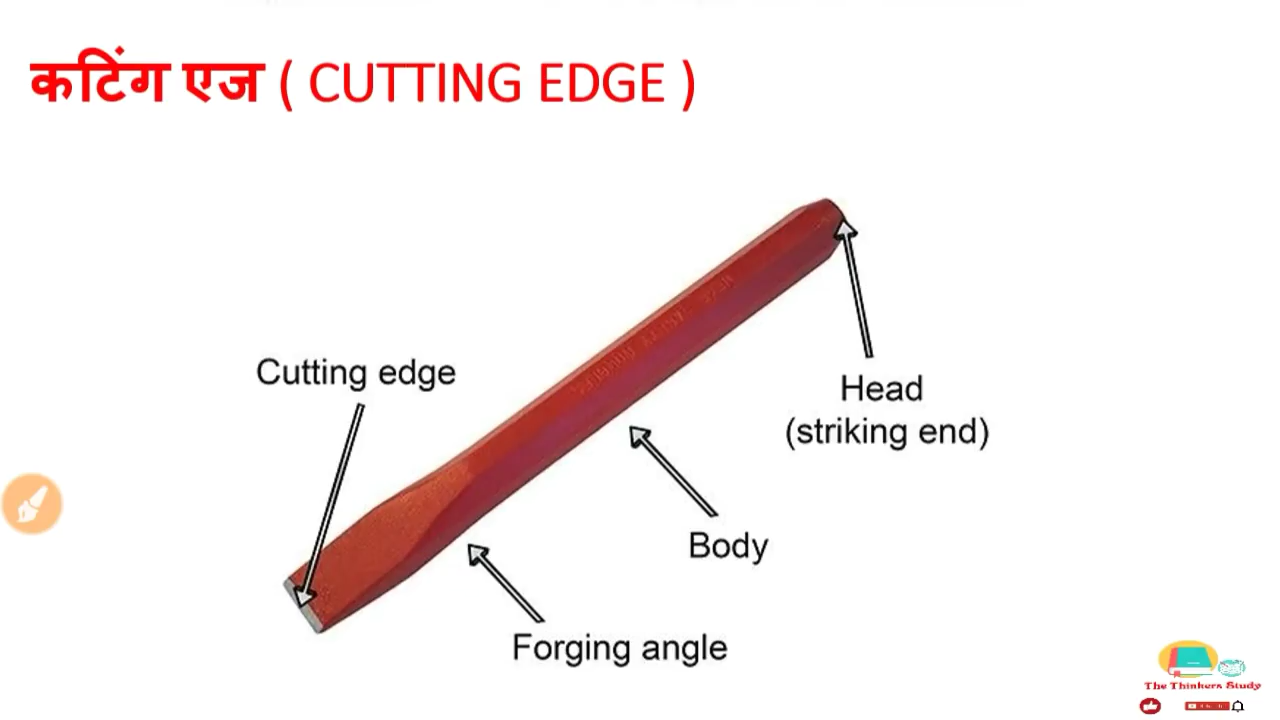 कटिंग एज ( CUTTING EDGE )
Cutting edge
Head
(striking end)
Body
Forging angle
The Thinkers Study